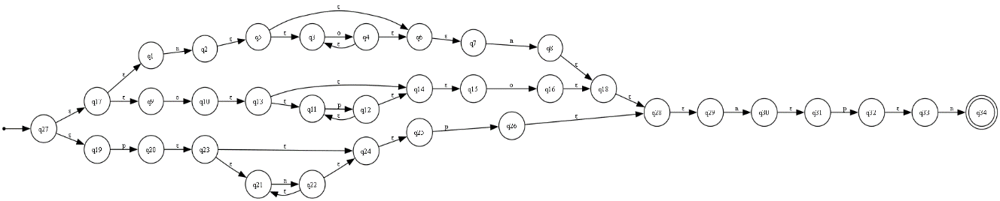 ε
q5 ε q3 o q4 ε q6 ε q7 n q8
q1 n q2 ε ε ε
ε ε
q17 ε q9 o q10 ε q13 ε q14 ε q15 o q16 ε q18
ε q11 p q12 ε ε ε
q27 ε q28 ε q29 n q30 ε q31 p q32 ε q33 n q34
ε q19 p q20 ε q23 ε q24 ε q25 p q26 ε
ε q21 n q22 ε
ε